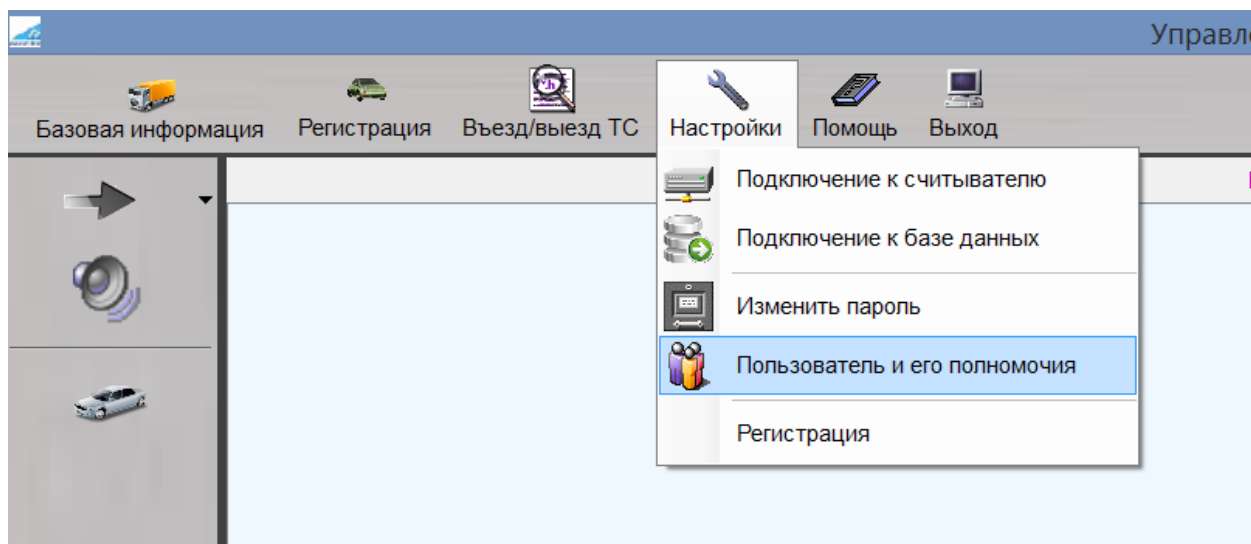 Управл
Базовая информация Регистрация Въезд/выезд ТС Настройки Помощь Выход
Подключение к считывателю
Подключение к базе данных
Изменить пароль
Пользователь и его полномочия
Регистрация